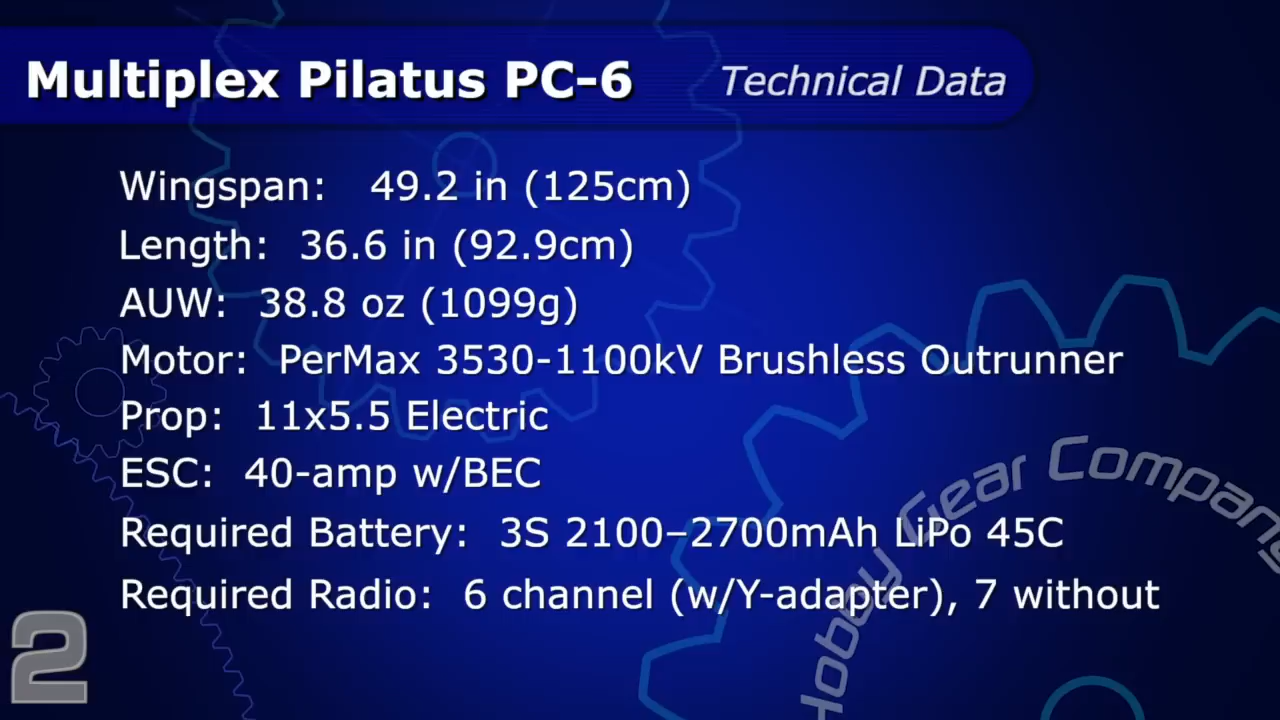 Multiplex Pilatus PC-6 Technical Data
Wingspan: 49.2 in (125cm)
Length: 36.6 in (92.9cm)
AUW: 38.8 oz (1099g)
Motor: PerMax 3530-1100kV Brushless Outrunner
Prop: 11x5.5 Electric
ESC: 40-amp w/BEC
Required Battery: 3S 2100–2700mAh LiPo 45C
Required Radio: 6 channel (w/Y-adapter), 7 without
Hobby Gear Company
2